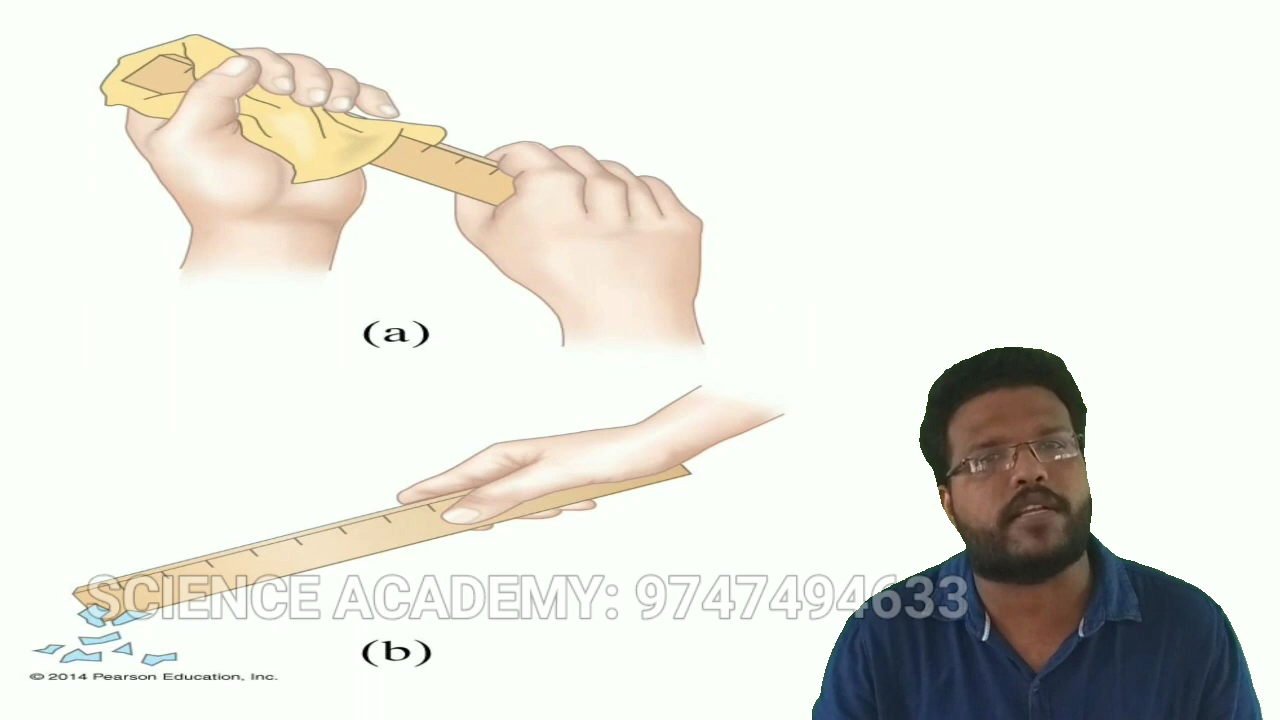 (a)
SCIENCE ACADEMY: 9747494633
(b)
© 2014 Pearson Education, Inc.